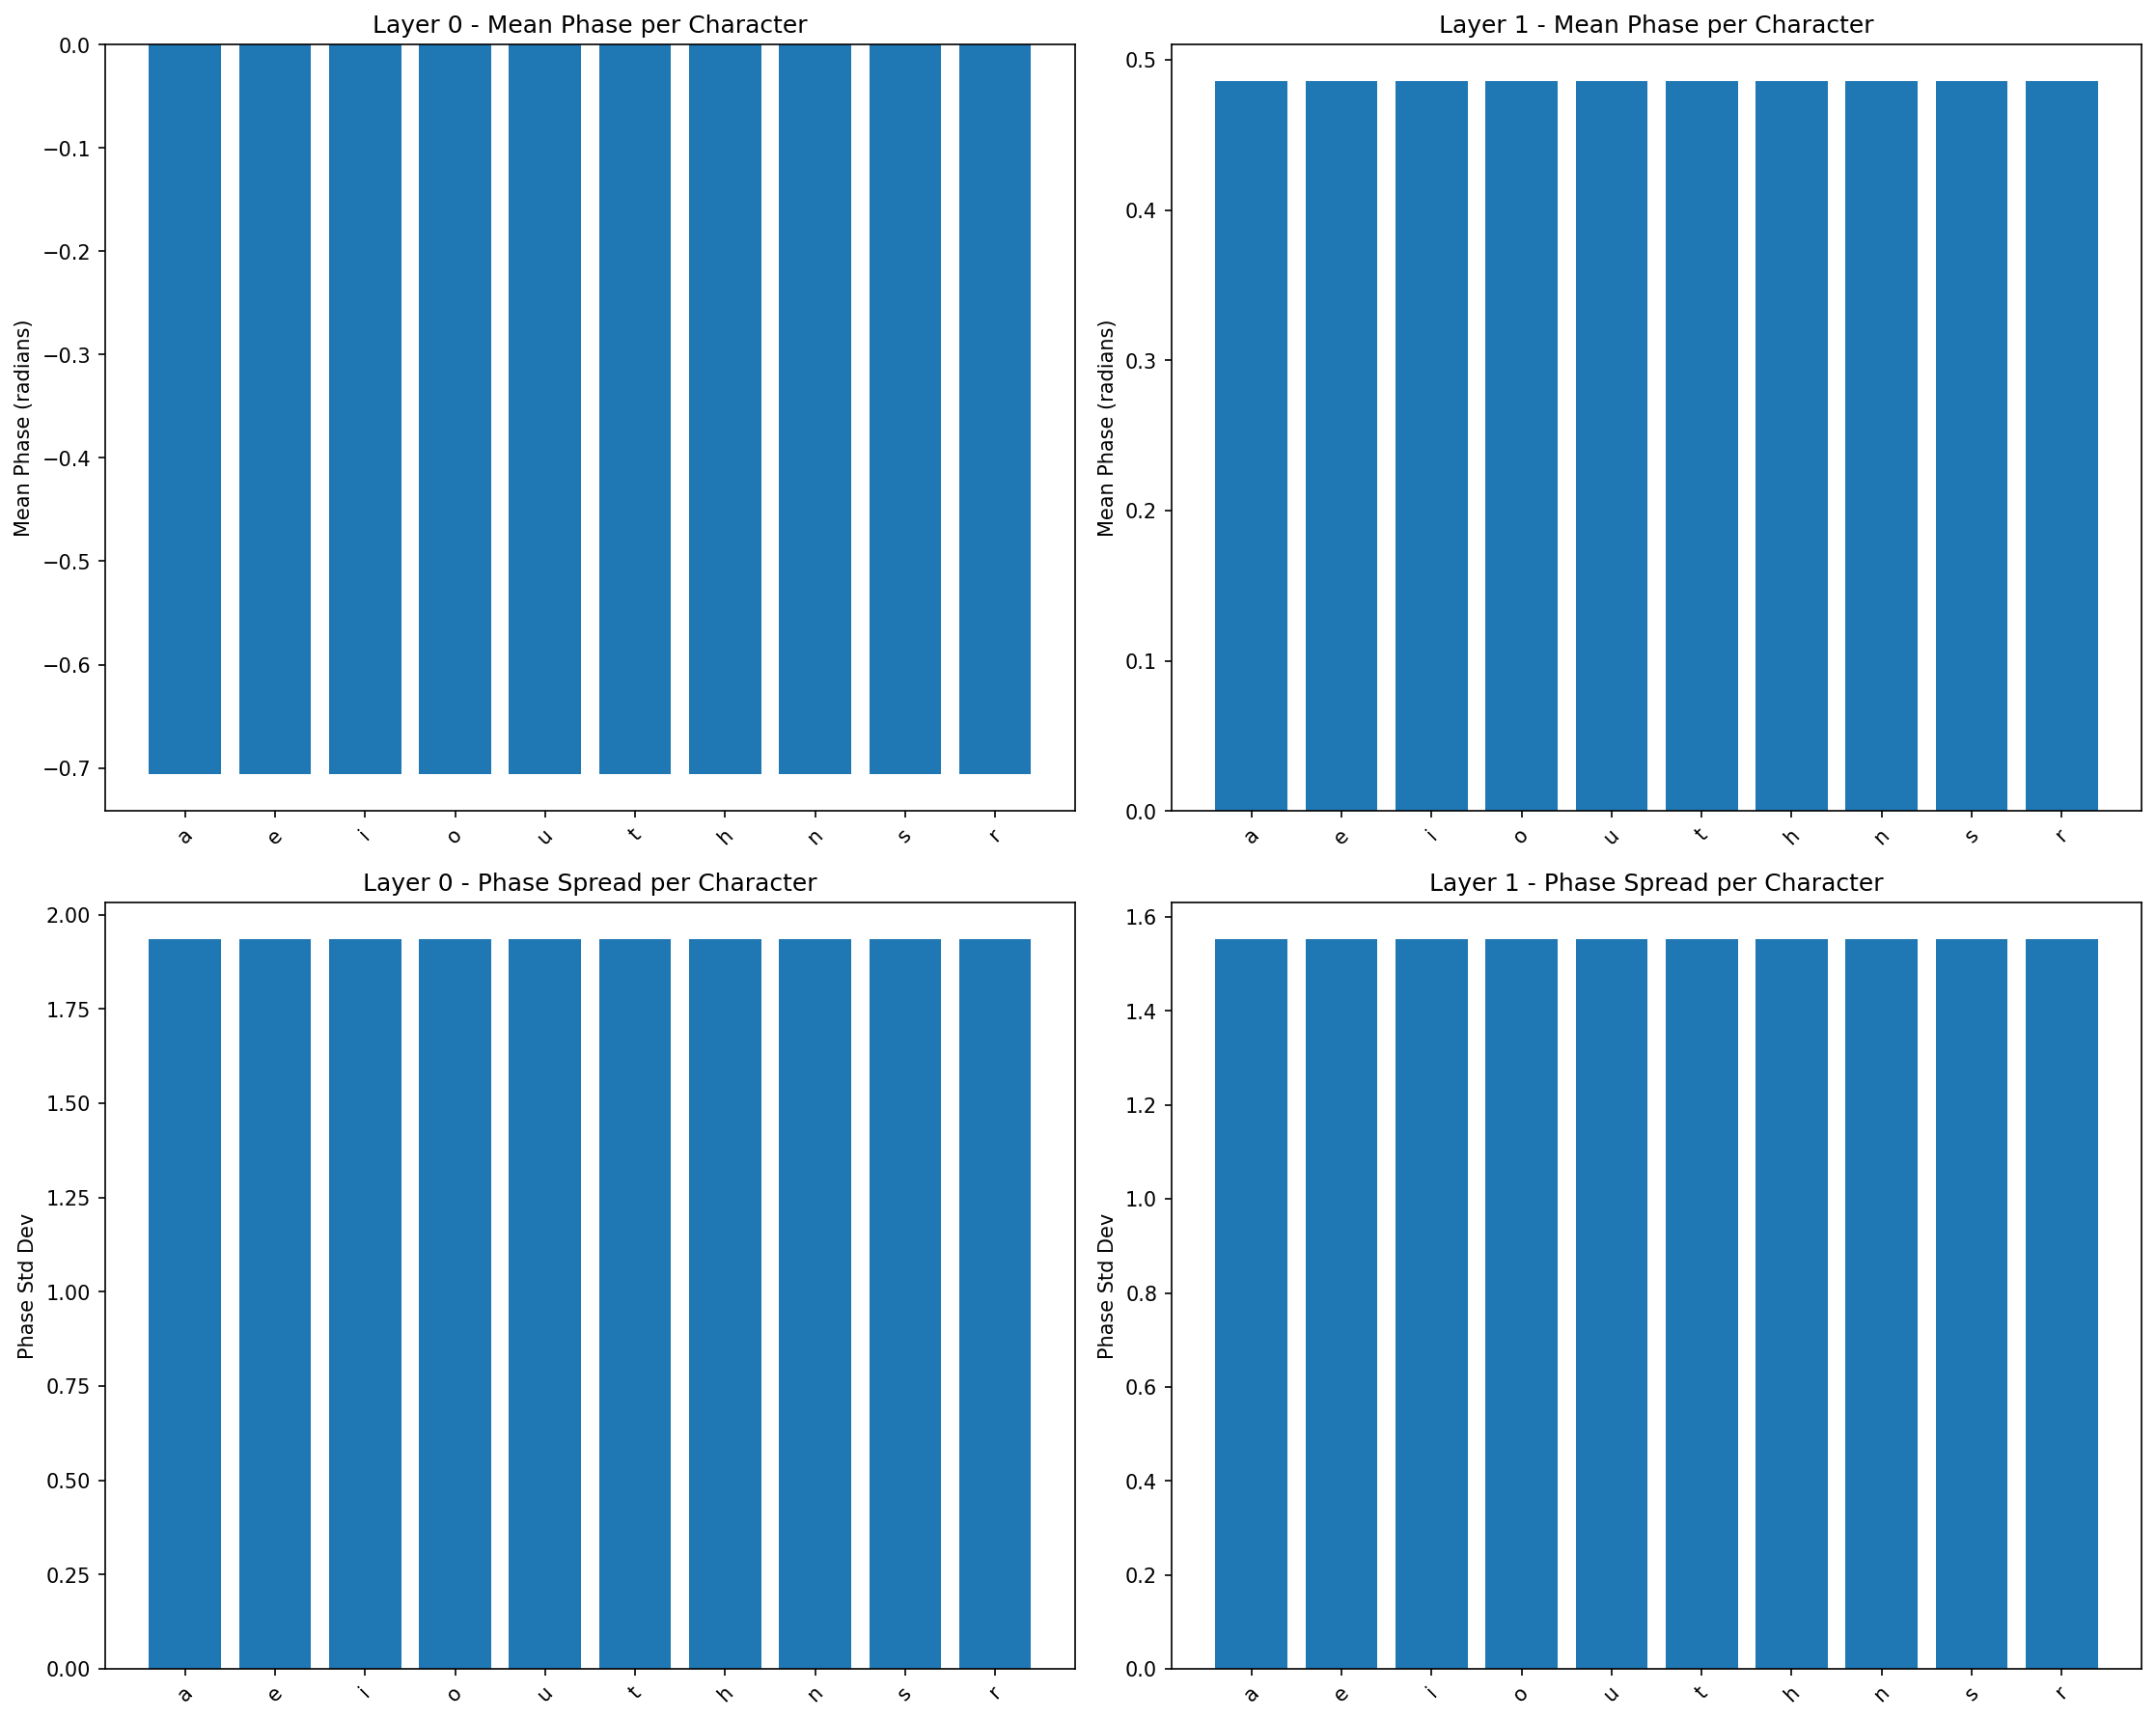 Layer 0 - Mean Phase per Character
Mean Phase (radians)
0.0
−0.1
−0.2
−0.3
−0.4
−0.5
−0.6
−0.7
a e i o u t h n s r
Layer 1 - Mean Phase per Character
Mean Phase (radians)
0.5
0.4
0.3
0.2
0.1
0.0
a e i o u t h n s r
Layer 0 - Phase Spread per Character
Phase Std Dev
2.00
1.75
1.50
1.25
1.00
0.75
0.50
0.25
0.00
a e i o u t h n s r
Layer 1 - Phase Spread per Character
Phase Std Dev
1.6
1.4
1.2
1.0
0.8
0.6
0.4
0.2
0.0
a e i o u t h n s r